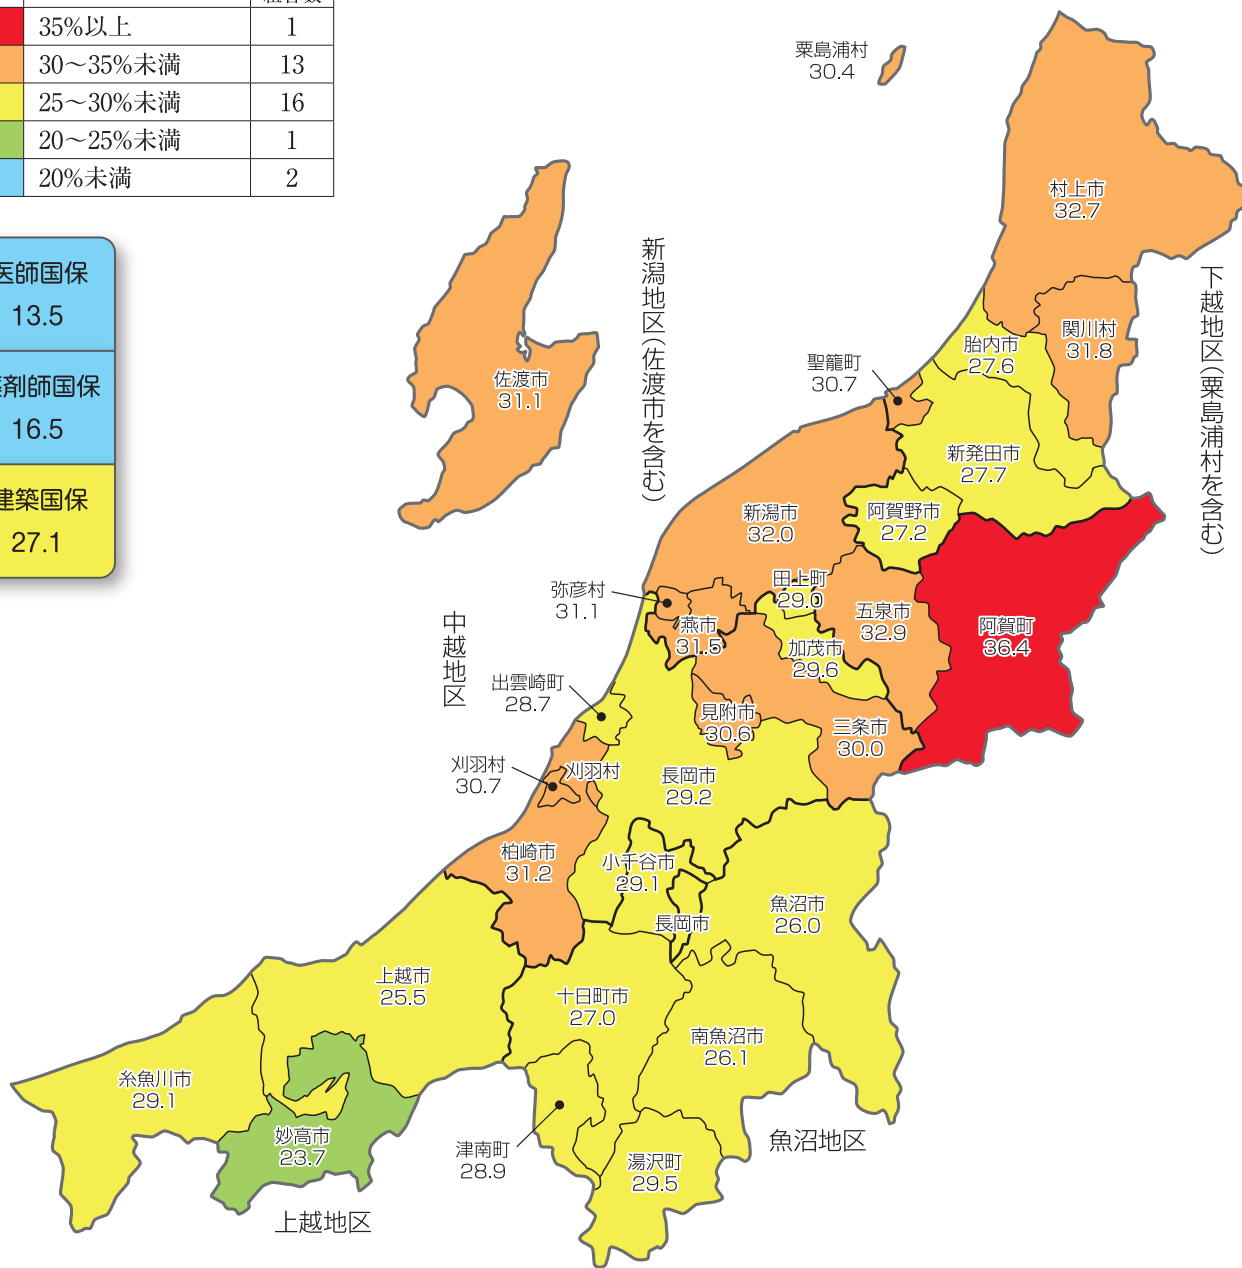 35%以上 1
30〜35%未満 13
25〜30%未満 16
20〜25%未満 1
20%未満 2
医師国保
13.5
薬剤師国保
16.5
建築国保
27.1
粟島浦村
30.4
村上市
32.7
関川村
31.8
胎内市
27.6
聖籠町
30.7
新発田市
27.7
下越地区(粟島浦村を含む)
新潟地区(佐渡市を含む)
佐渡市
31.1
新潟市
32.0
阿賀野市
27.2
田上町
29.0
五泉市
32.9
阿賀町
36.4
弥彦村
31.1
燕市
31.5
加茂市
29.6
中越地区
出雲崎町
28.7
見附市
30.6
三条市
30.0
刈羽村
30.7
刈羽村
長岡市
29.2
柏崎市
31.2
小千谷市
29.1
長岡市
魚沼市
26.0
上越市
25.5
十日町市
27.0
南魚沼市
26.1
糸魚川市
29.1
妙高市
23.7
津南町
28.9
湯沢町
29.5
魚沼地区
上越地区